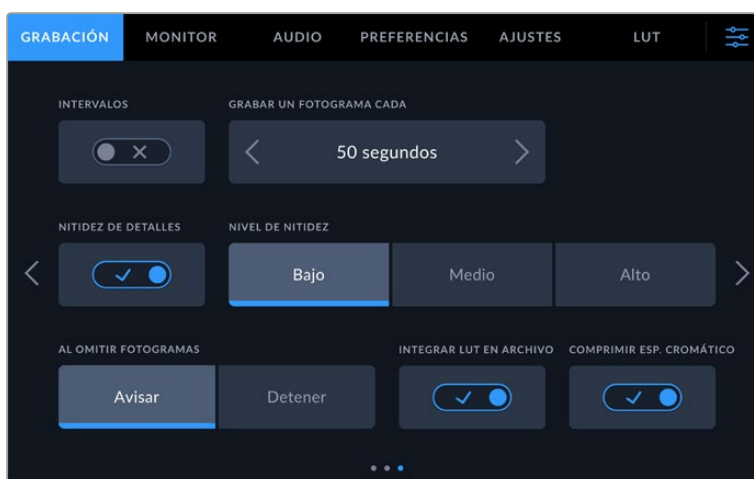 GRABACIÓN MONITOR AUDIO PREFERENCIAS AJUSTES LUT
INTERVALOS GRABAR UN FOTOGRAMA CADA
50 segundos
NITIDEZ DE DETALLES NIVEL DE NITIDEZ
Bajo Medio Alto
AL OMITIR FOTOGRAMAS INTEGRAR LUT EN ARCHIVO COMPRIMIR ESP. CROMÁTICO
Avisar Detener